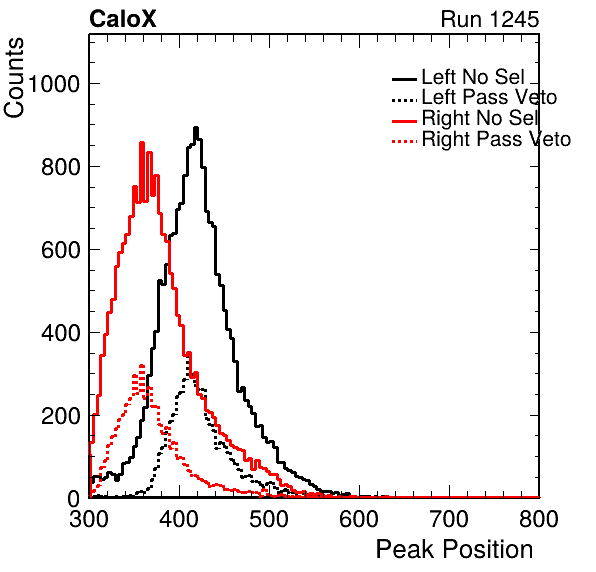 CaloX Run 1245
Counts
1000
800
600
400
200
0
Left No Sel
Left Pass Veto
Right No Sel
Right Pass Veto
300 400 500 600 700 800
Peak Position